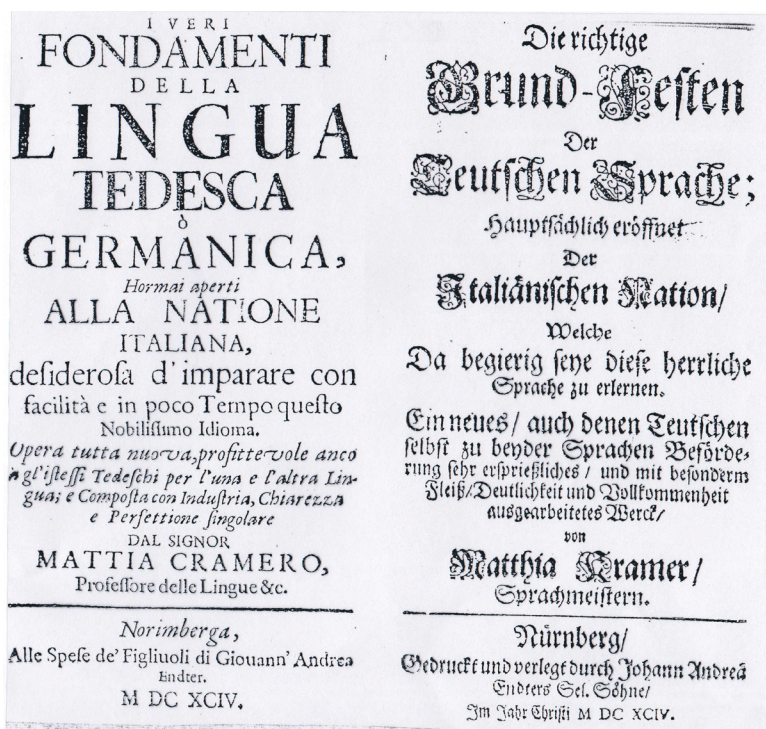 I VERI
FONDAMENTI
DELLA
LINGUA
TEDESCA
ò
GERMANICA,
Hormai aperti
ALLA NATIONE
ITALIANA,
desiderosa d'imparare con
facilità e in poco Tempo questo
Nobilissimo Idioma.
Opera tutta nuova, profittevole anco
à gl'istessi Tedeschi per l'una e l'altra Lin-
gua; e Composta con Industria, Chiarezza
e Perfettione singolare
DAL SIGNOR
MATTIA CRAMERO,
Professore delle Lingue &c.
Norimberga,
Alle Spese de' Figliuoli di Giovann' Andrea
Endter.
M DC XCIV.
Die richtige
Grund-Festen
Der
Teutschen Sprache;
Hauptsächlich eröffnet
Der
Italiänischen Nation/
Welche
Da begierig seye diese herrliche
Sprache zu erlernen.
Ein neues/ auch denen Teutschen
selbst zu beyder Sprachen Beförde-
rung sehr ersprießliches/ und mit besonderm
Fleiß/ Deutlichkeit und Vollkommenheit
ausgearbeitetes Werck/
von
Matthia Kramer/
Sprachmeistern.
Nürnberg/
Gedruckt und verlegt durch Johann Andreä
Endters Sel. Söhne/
Im Jahr Christi M DC XCIV.